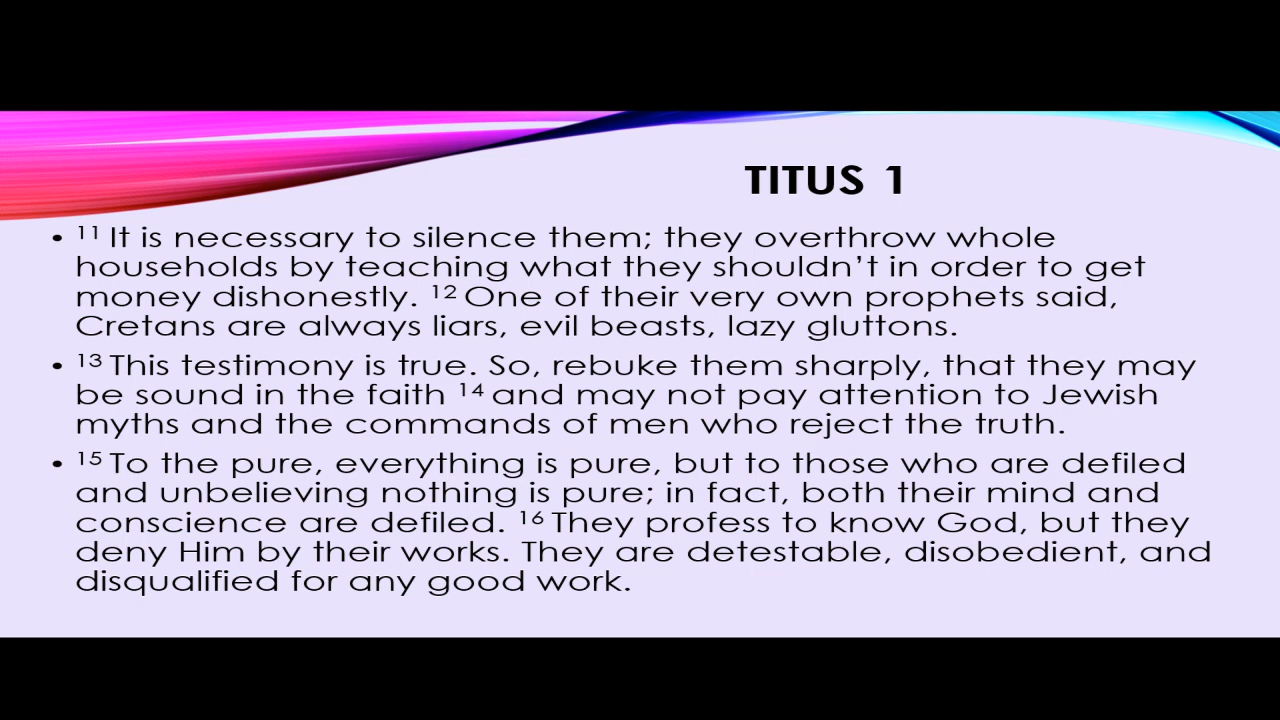 TITUS 1
• ¹¹ It is necessary to silence them; they overthrow whole
households by teaching what they shouldn’t in order to get
money dishonestly. ¹² One of their very own prophets said,
Cretans are always liars, evil beasts, lazy gluttons.
• ¹³ This testimony is true. So, rebuke them sharply, that they may
be sound in the faith ¹⁴ and may not pay attention to Jewish
myths and the commands of men who reject the truth.
• ¹⁵ To the pure, everything is pure, but to those who are defiled
and unbelieving nothing is pure; in fact, both their mind and
conscience are defiled. ¹⁶ They profess to know God, but they
deny Him by their works. They are detestable, disobedient, and
disqualified for any good work.